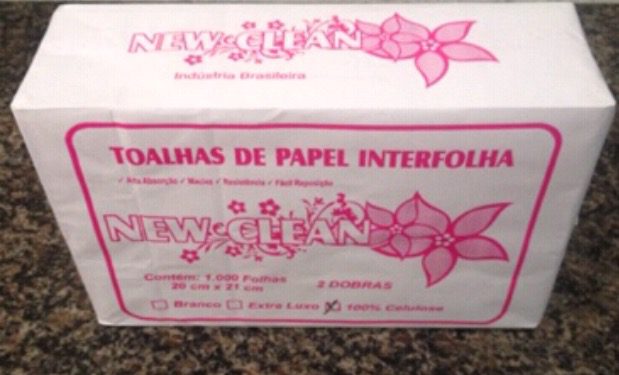 NEW CLEAN
Indústria Brasileira
TOALHAS DE PAPEL INTERFOLHA
✓ Alta Absorção ✓ Macias ✓ Resistência ✓ Fácil Reposição
NEW CLEAN
Contém: 1.000 Folhas
20 cm x 21 cm
2 DOBRAS
Branco Extra Luxo 100% Celulose